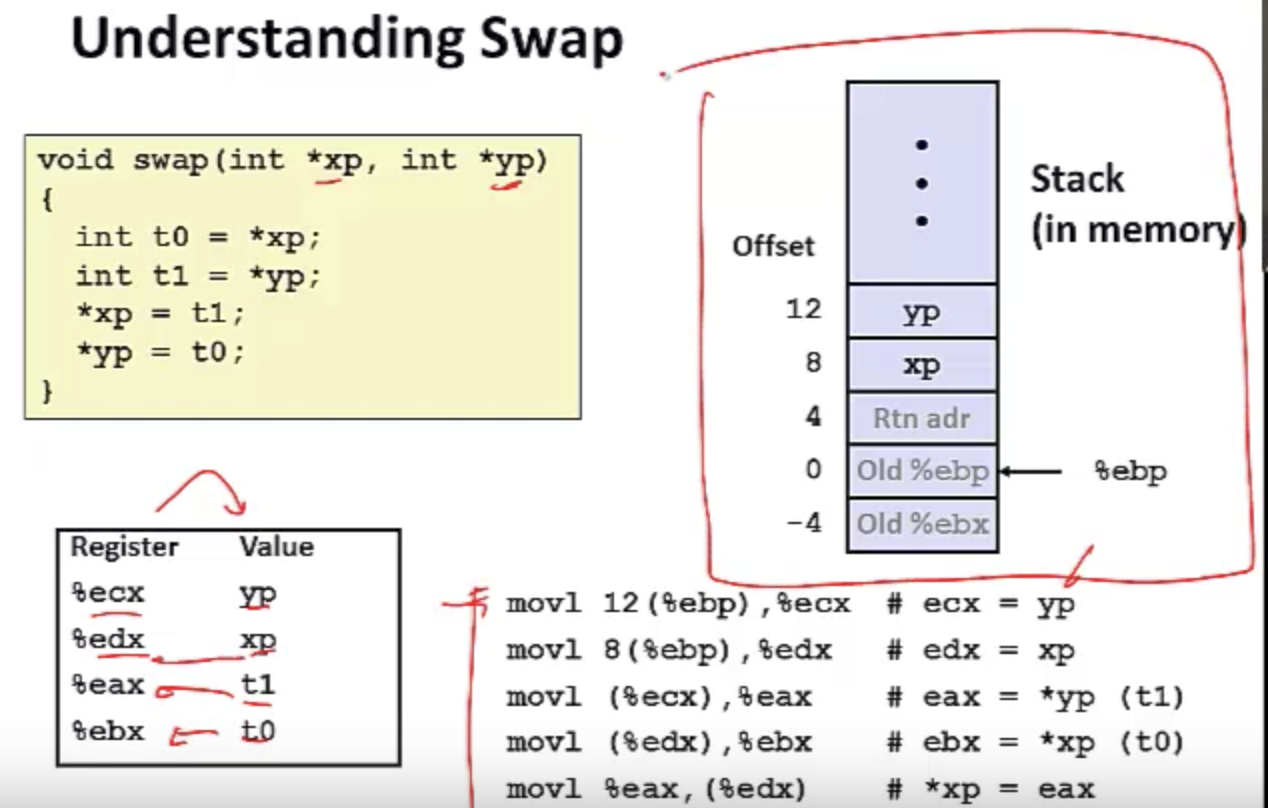 Understanding Swap
void swap(int *xp, int *yp)
{
int t0 = *xp;
int t1 = *yp;
*xp = t1;
*yp = t0;
}
Stack
(in memory)
Offset
12 yp
8 xp
4 Rtn adr
0 Old %ebp %ebp
-4 Old %ebx
Register Value
%ecx yp
%edx xp
%eax t1
%ebx t0
movl 12(%ebp),%ecx # ecx = yp
movl 8(%ebp),%edx # edx = xp
movl (%ecx),%eax # eax = *yp (t1)
movl (%edx),%ebx # ebx = *xp (t0)
movl %eax,(%edx) # *xp = eax